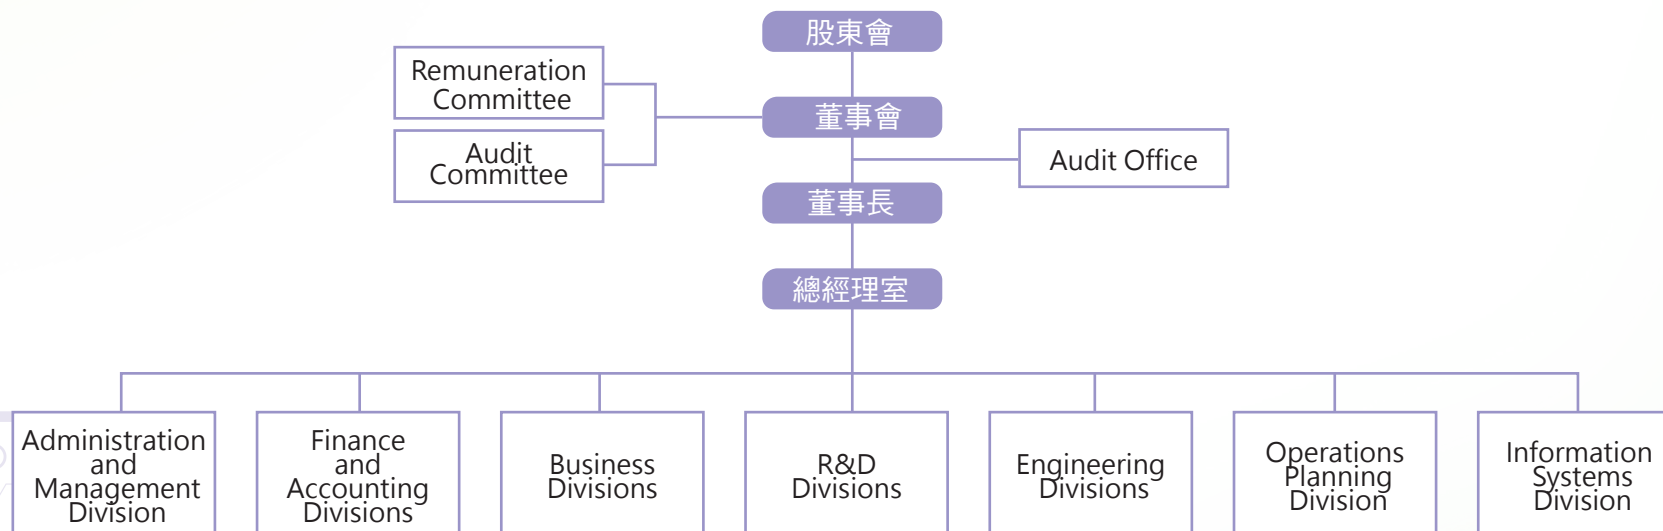 股東會
Remuneration
Committee
董事會
Audit
Committee
Audit Office
董事長
總經理室
Administration
and
Management
Division
Finance
and
Accounting
Divisions
Business
Divisions
R&D
Divisions
Engineering
Divisions
Operations
Planning
Division
Information
Systems
Division